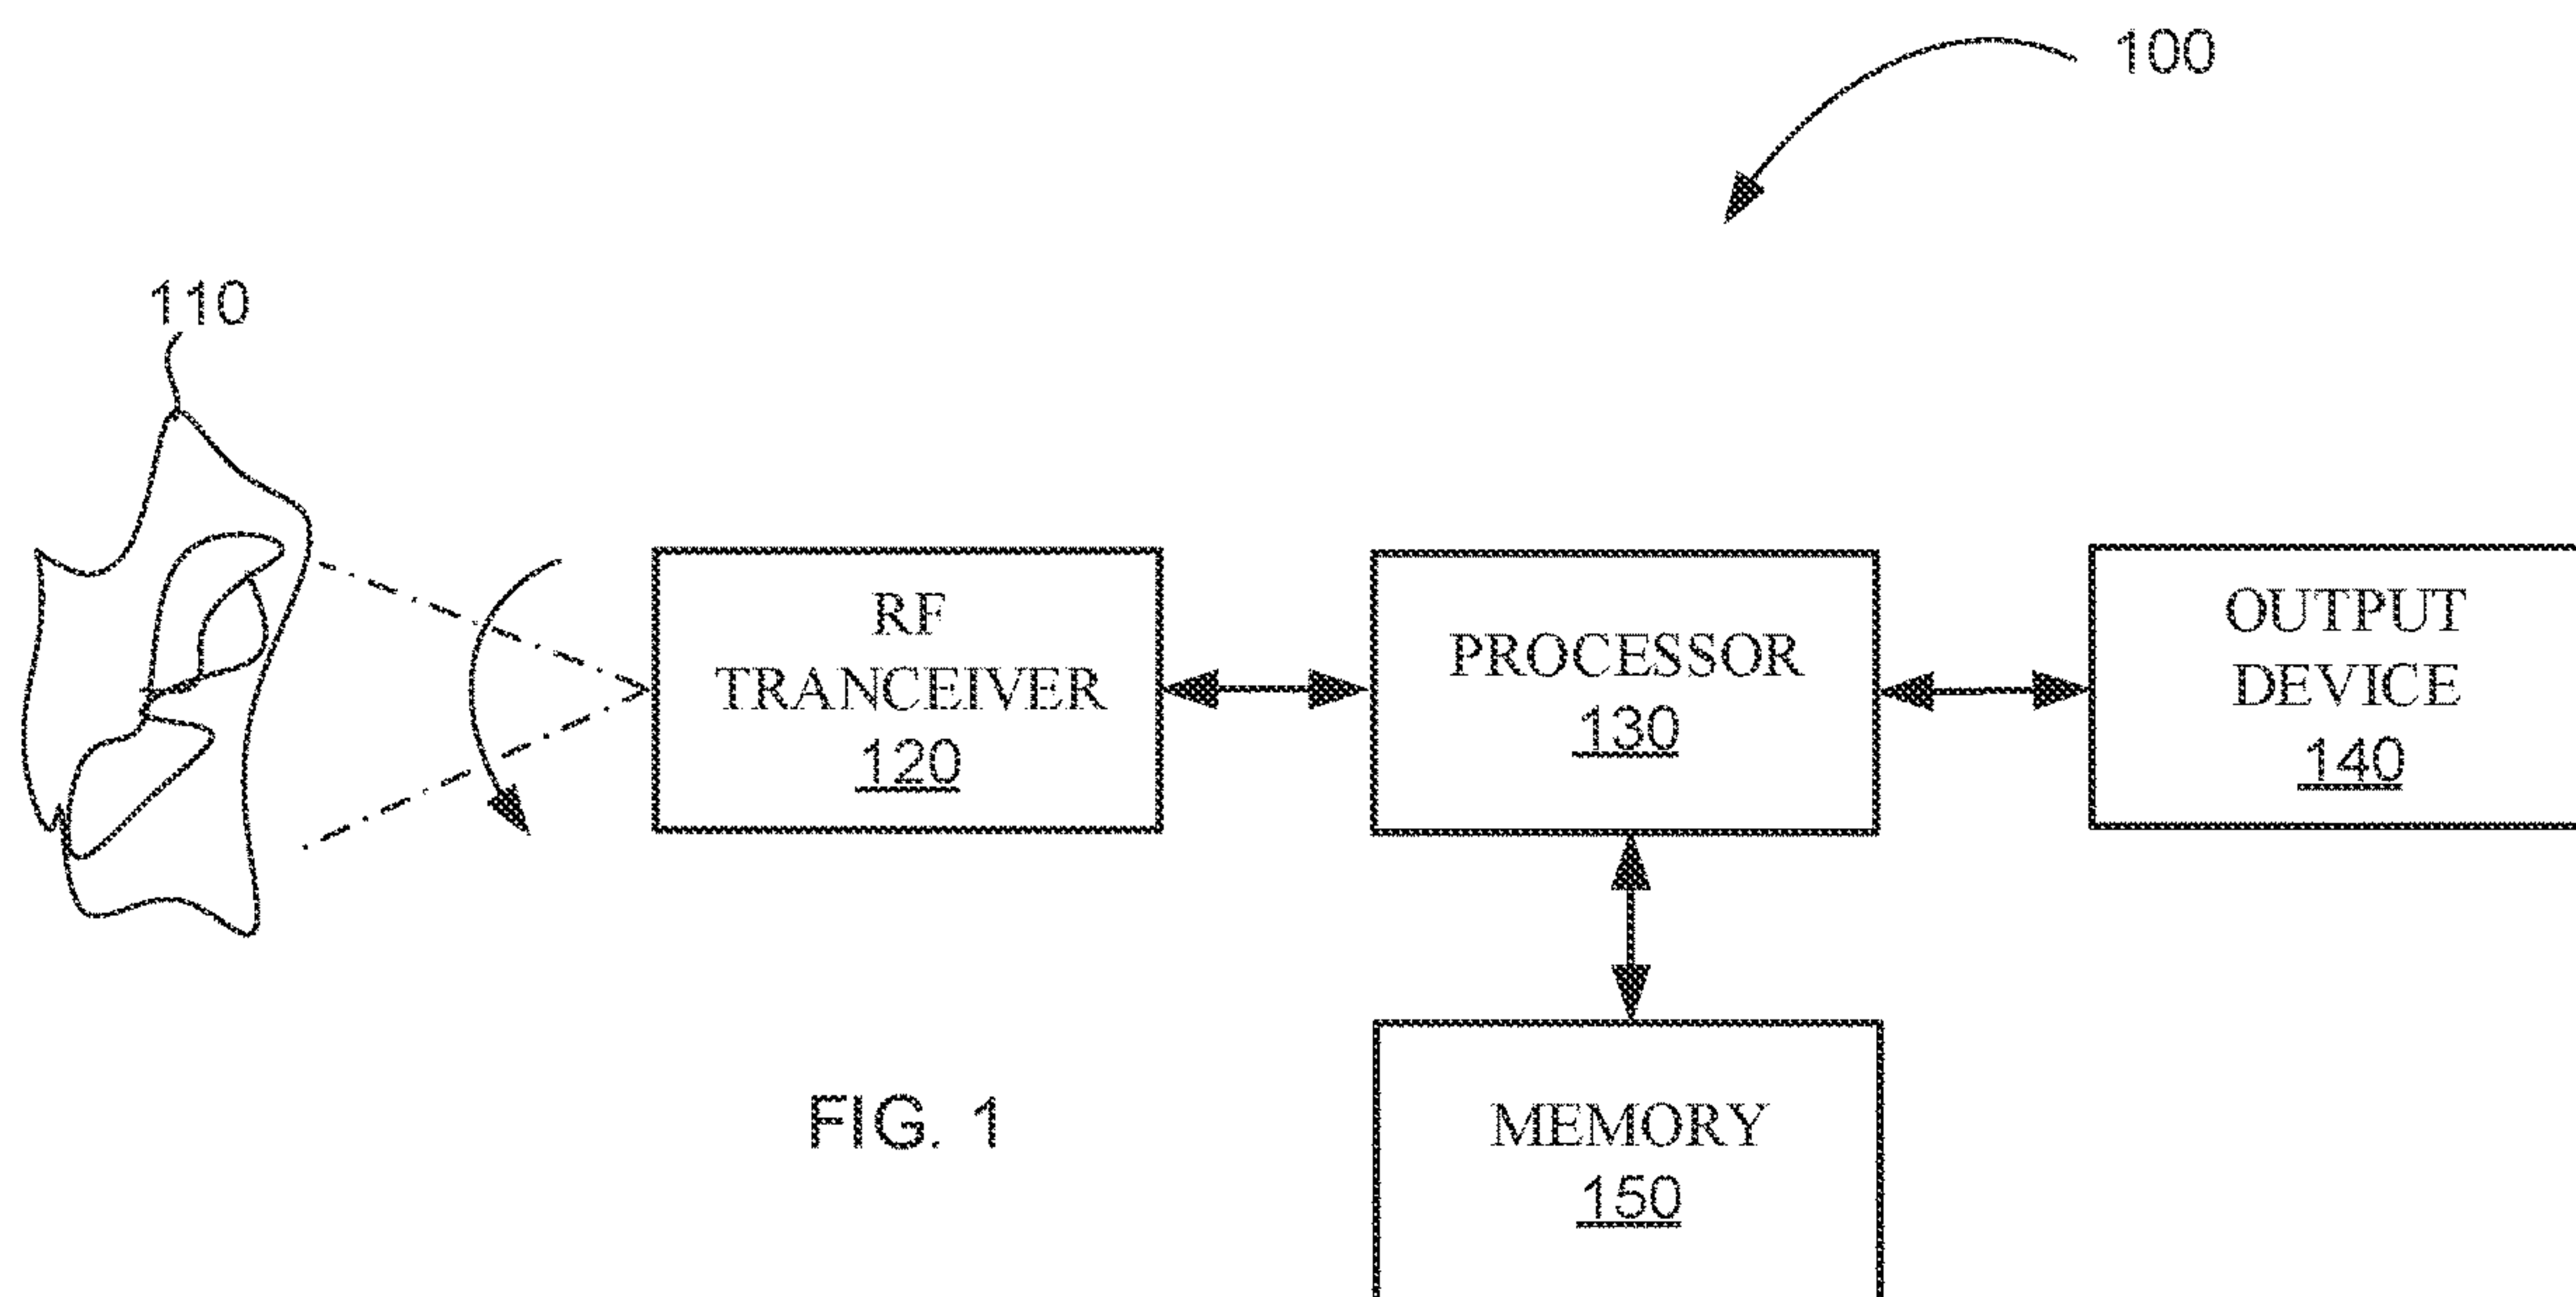 100
110
RF
TRANCEIVER
120
PROCESSOR
130
OUTPUT
DEVICE
140
MEMORY
150
FIG. 1